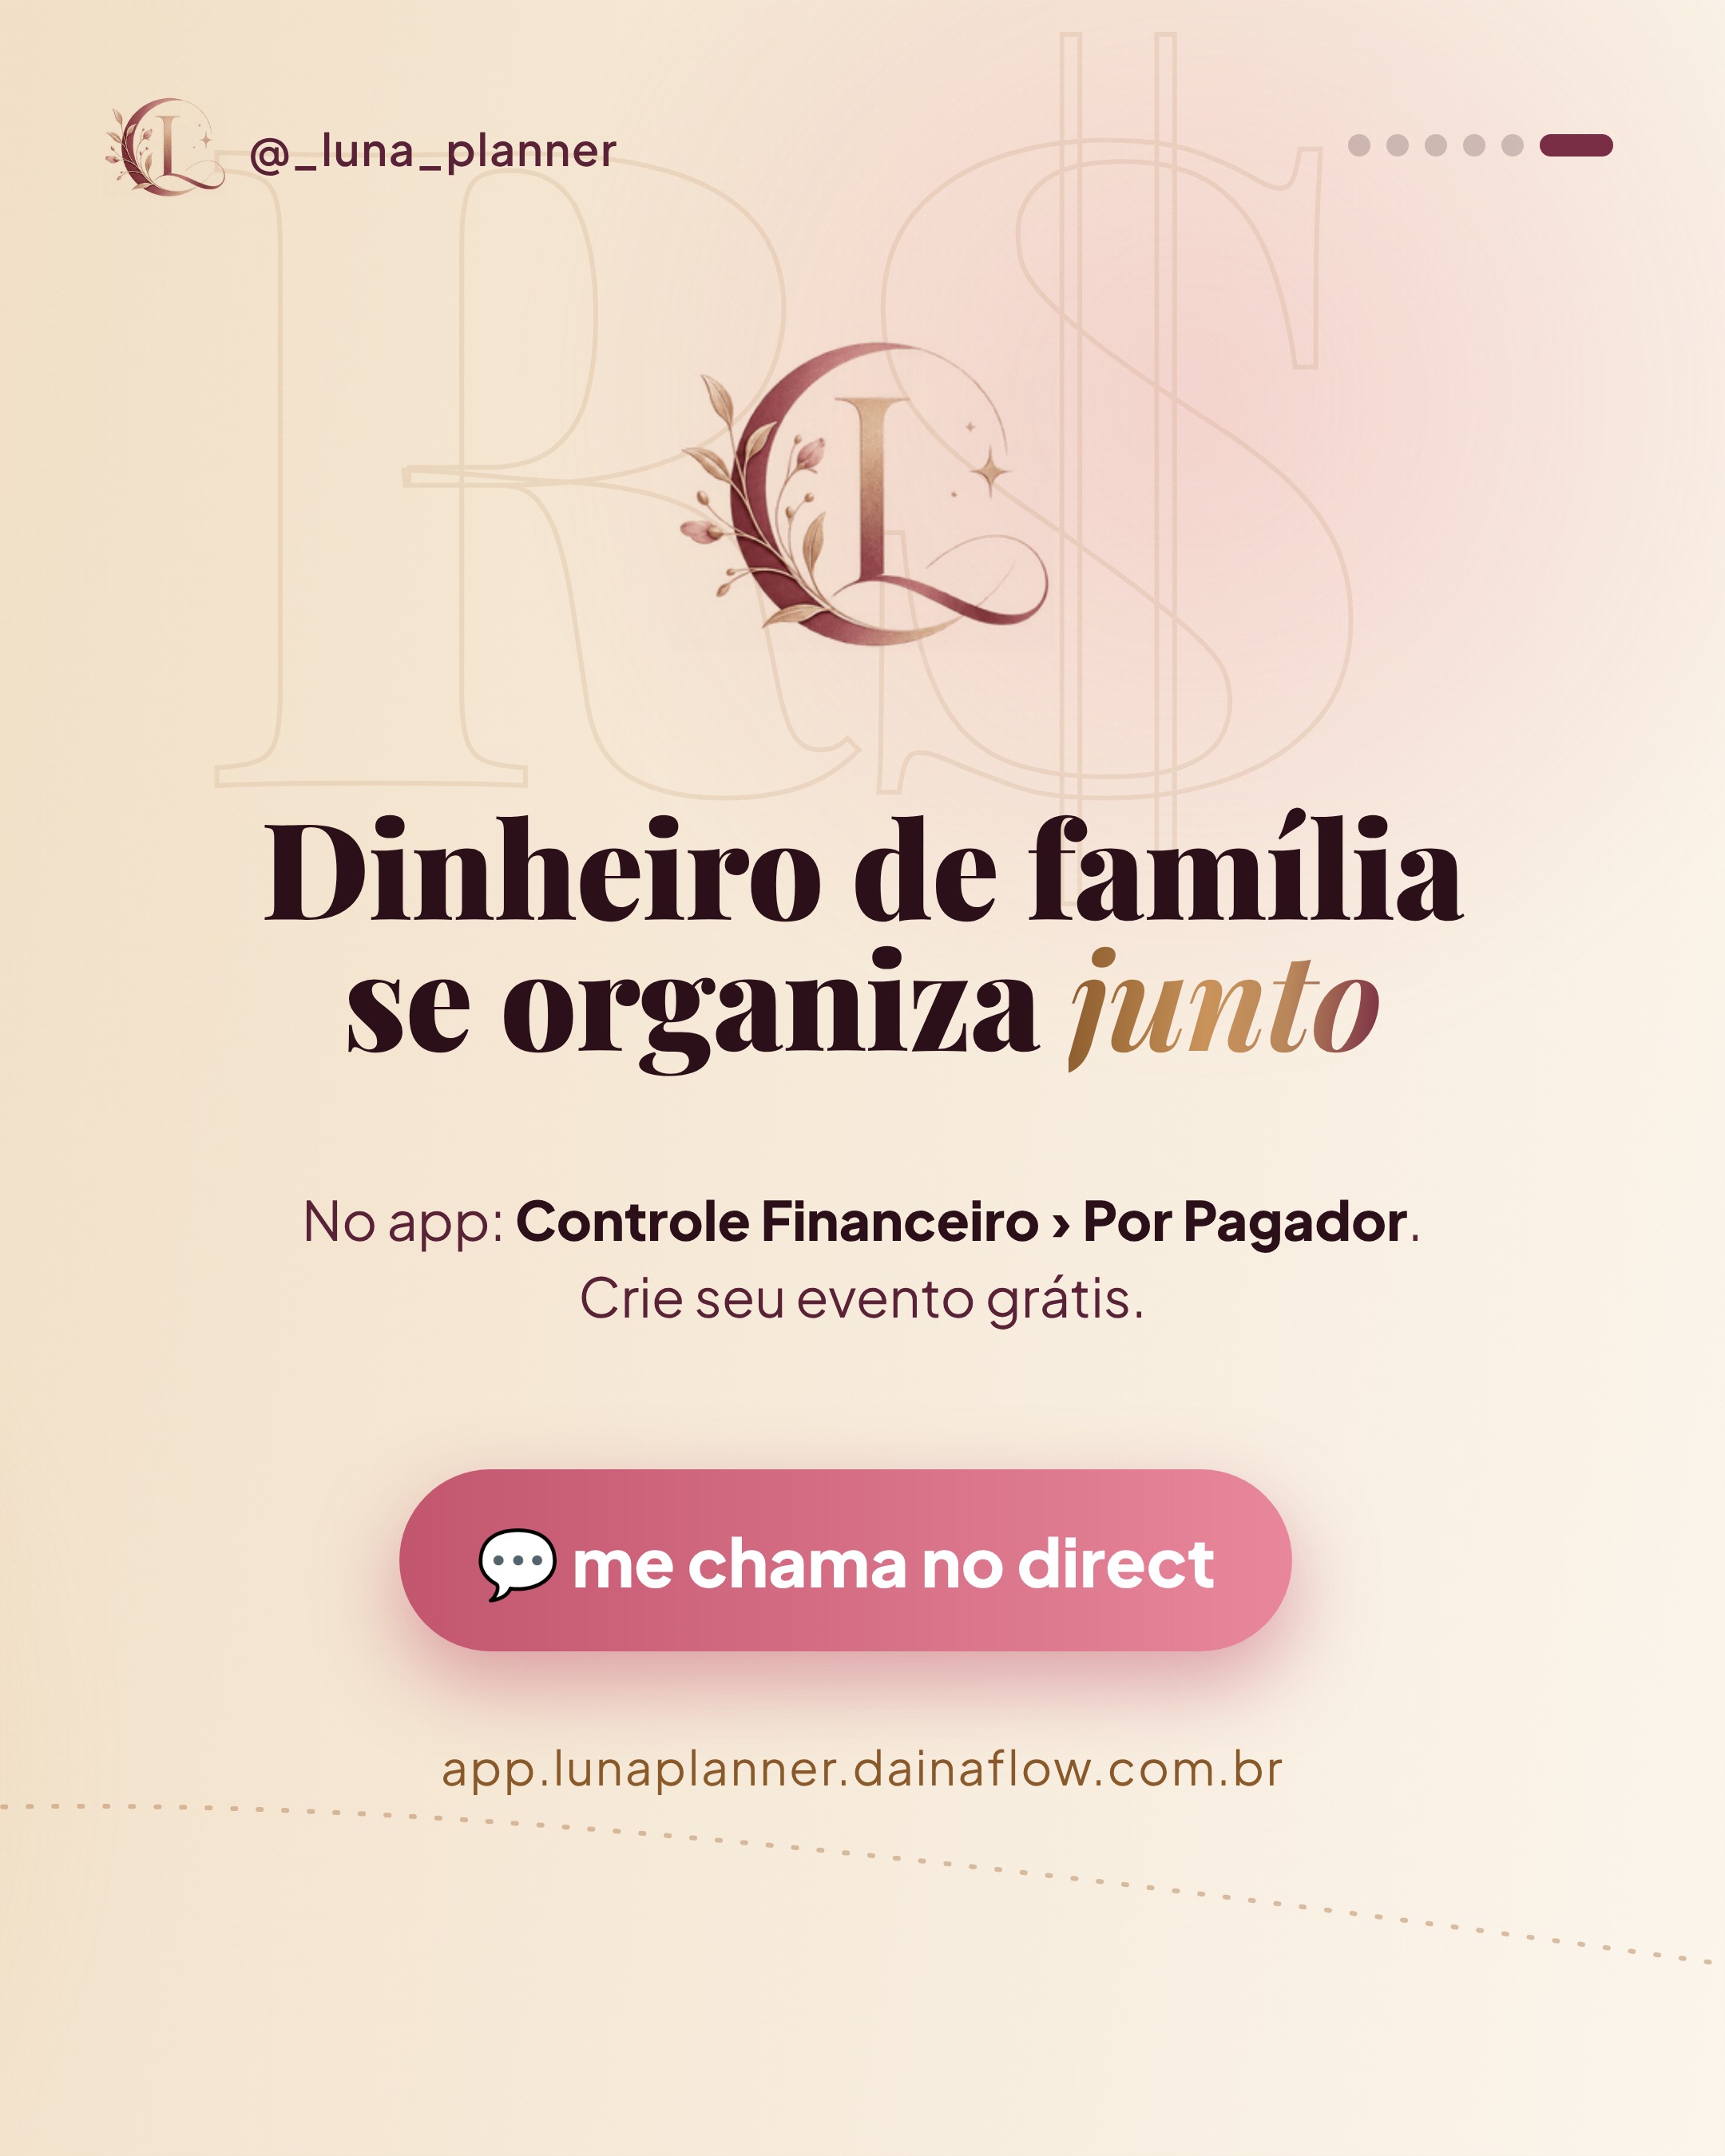 @_luna_planner
R$
L
Dinheiro de família
se organiza junto
No app: Controle Financeiro › Por Pagador.
Crie seu evento grátis.
💬 me chama no direct
app.lunaplanner.dainaflow.com.br